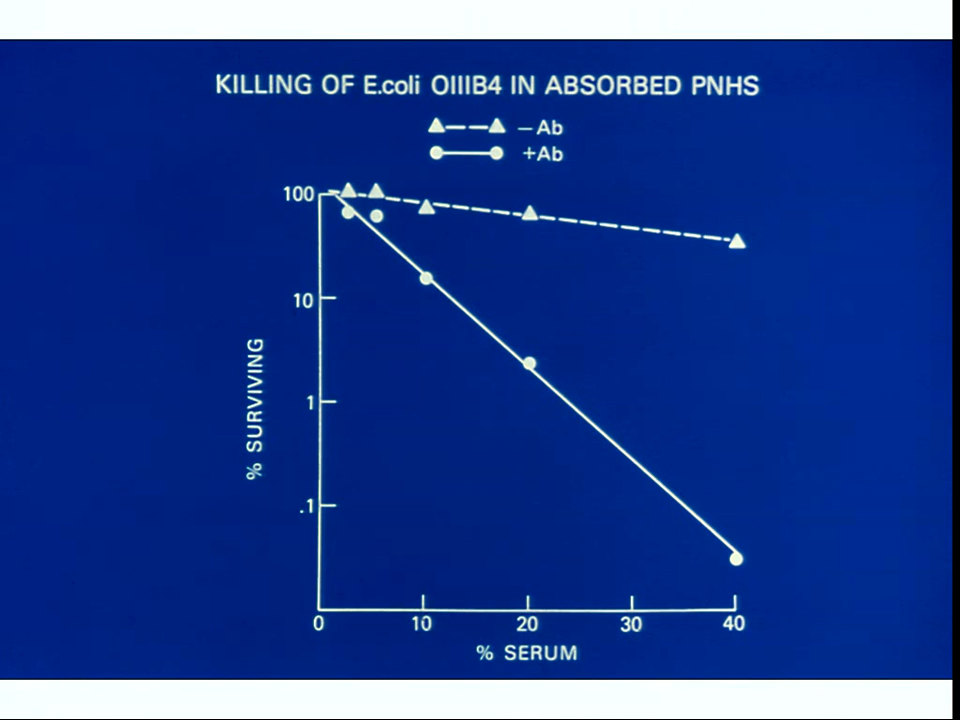 KILLING OF E.coli OIIIB4 IN ABSORBED PNHS
– Ab
+Ab
100
10
1
.1
% SURVIVING
0 10 20 30 40
% SERUM